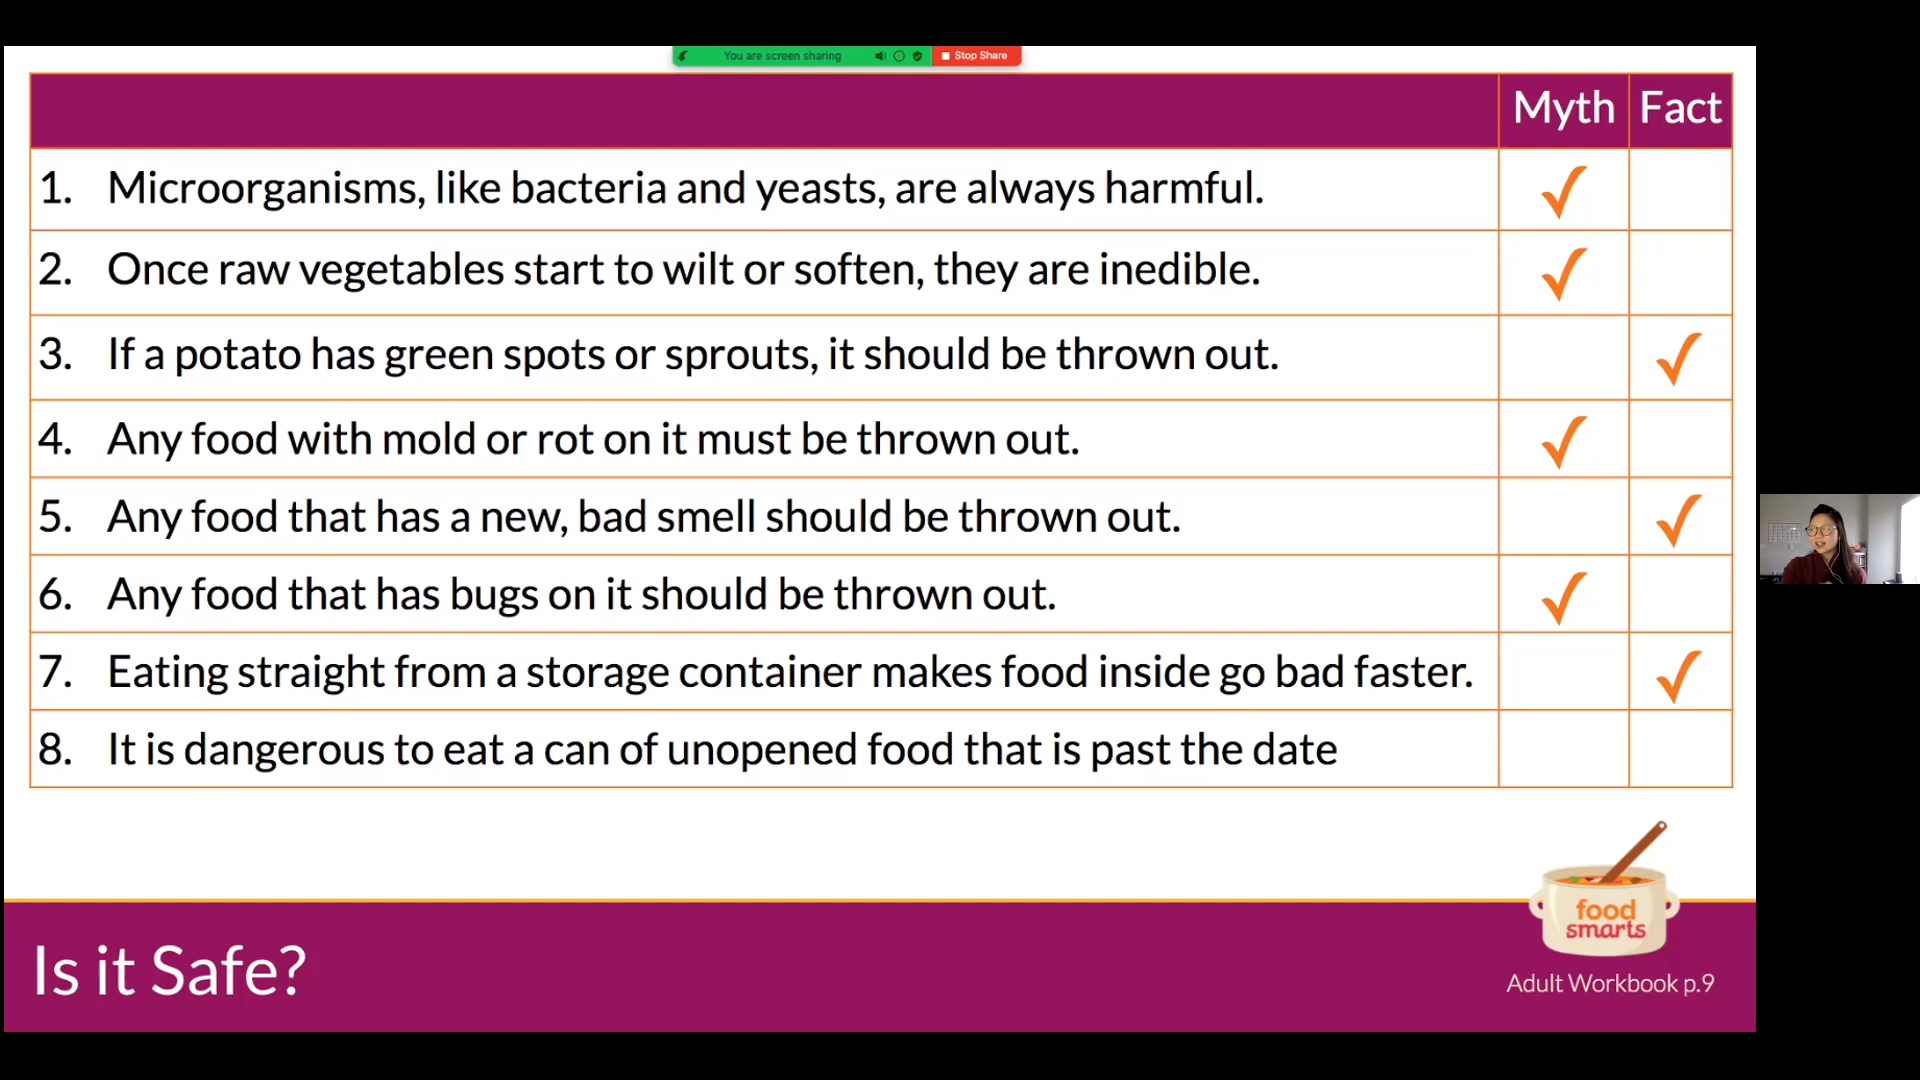 You are screen sharing
Stop Share
Myth Fact
1. Microorganisms, like bacteria and yeasts, are always harmful.
2. Once raw vegetables start to wilt or soften, they are inedible.
3. If a potato has green spots or sprouts, it should be thrown out.
4. Any food with mold or rot on it must be thrown out.
5. Any food that has a new, bad smell should be thrown out.
6. Any food that has bugs on it should be thrown out.
7. Eating straight from a storage container makes food inside go bad faster.
8. It is dangerous to eat a can of unopened food that is past the date
food
smarts
Is it Safe?
Adult Workbook p.9